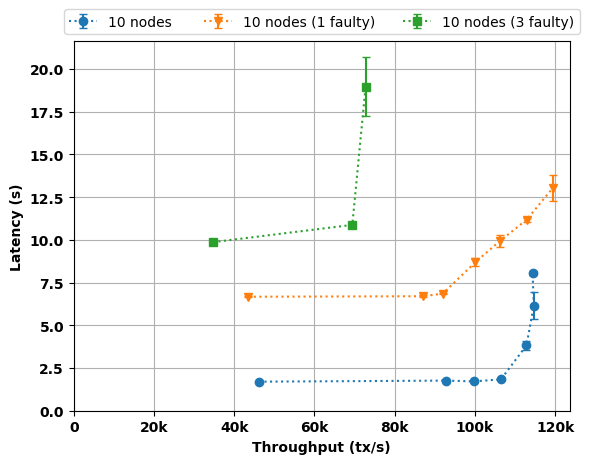 10 nodes 10 nodes (1 faulty) 10 nodes (3 faulty)
20.0
17.5
15.0
12.5
10.0
7.5
5.0
2.5
0.0
Latency (s)
0 20k 40k 60k 80k 100k 120k
Throughput (tx/s)